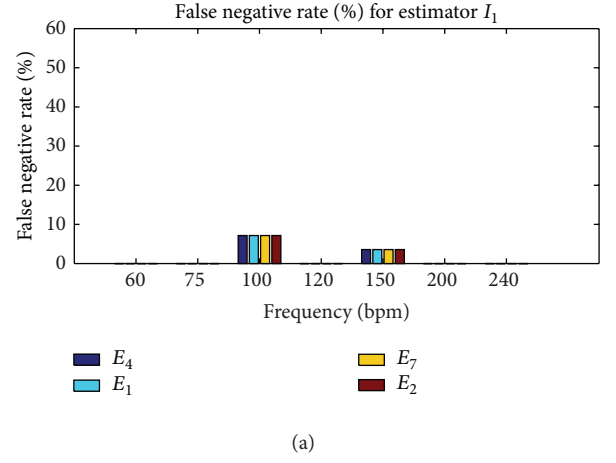 False negative rate (%) for estimator I₁
60
50
40
30
20
10
0
False negative rate (%)
60 75 100 120 150 200 240
Frequency (bpm)
E₄ E₇
E₁ E₂
(a)